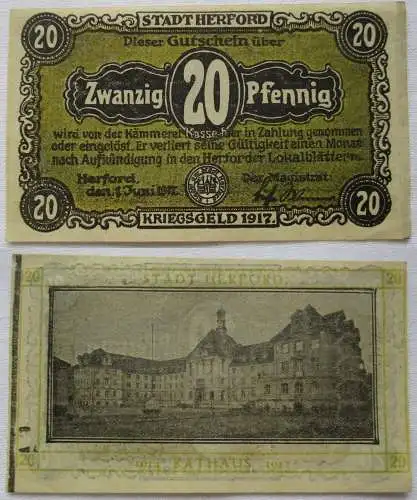 20 STADT HERFORD 20
Dieser Gutschein über
Zwanzig 20 Pfennig
wird von der Kämmerei Kasse hier in Zahlung genommen
oder eingelöst. Er verliert seine Gültigkeit einen Monat
nach Aufkündigung in den Herforder Lokalblättern.
Herford, Der Magistrat:
den 1. Juni 1917.
20 KRIEGSGELD 1917. 20
20 STADT HERFORD 20
20 RATHAUS 20